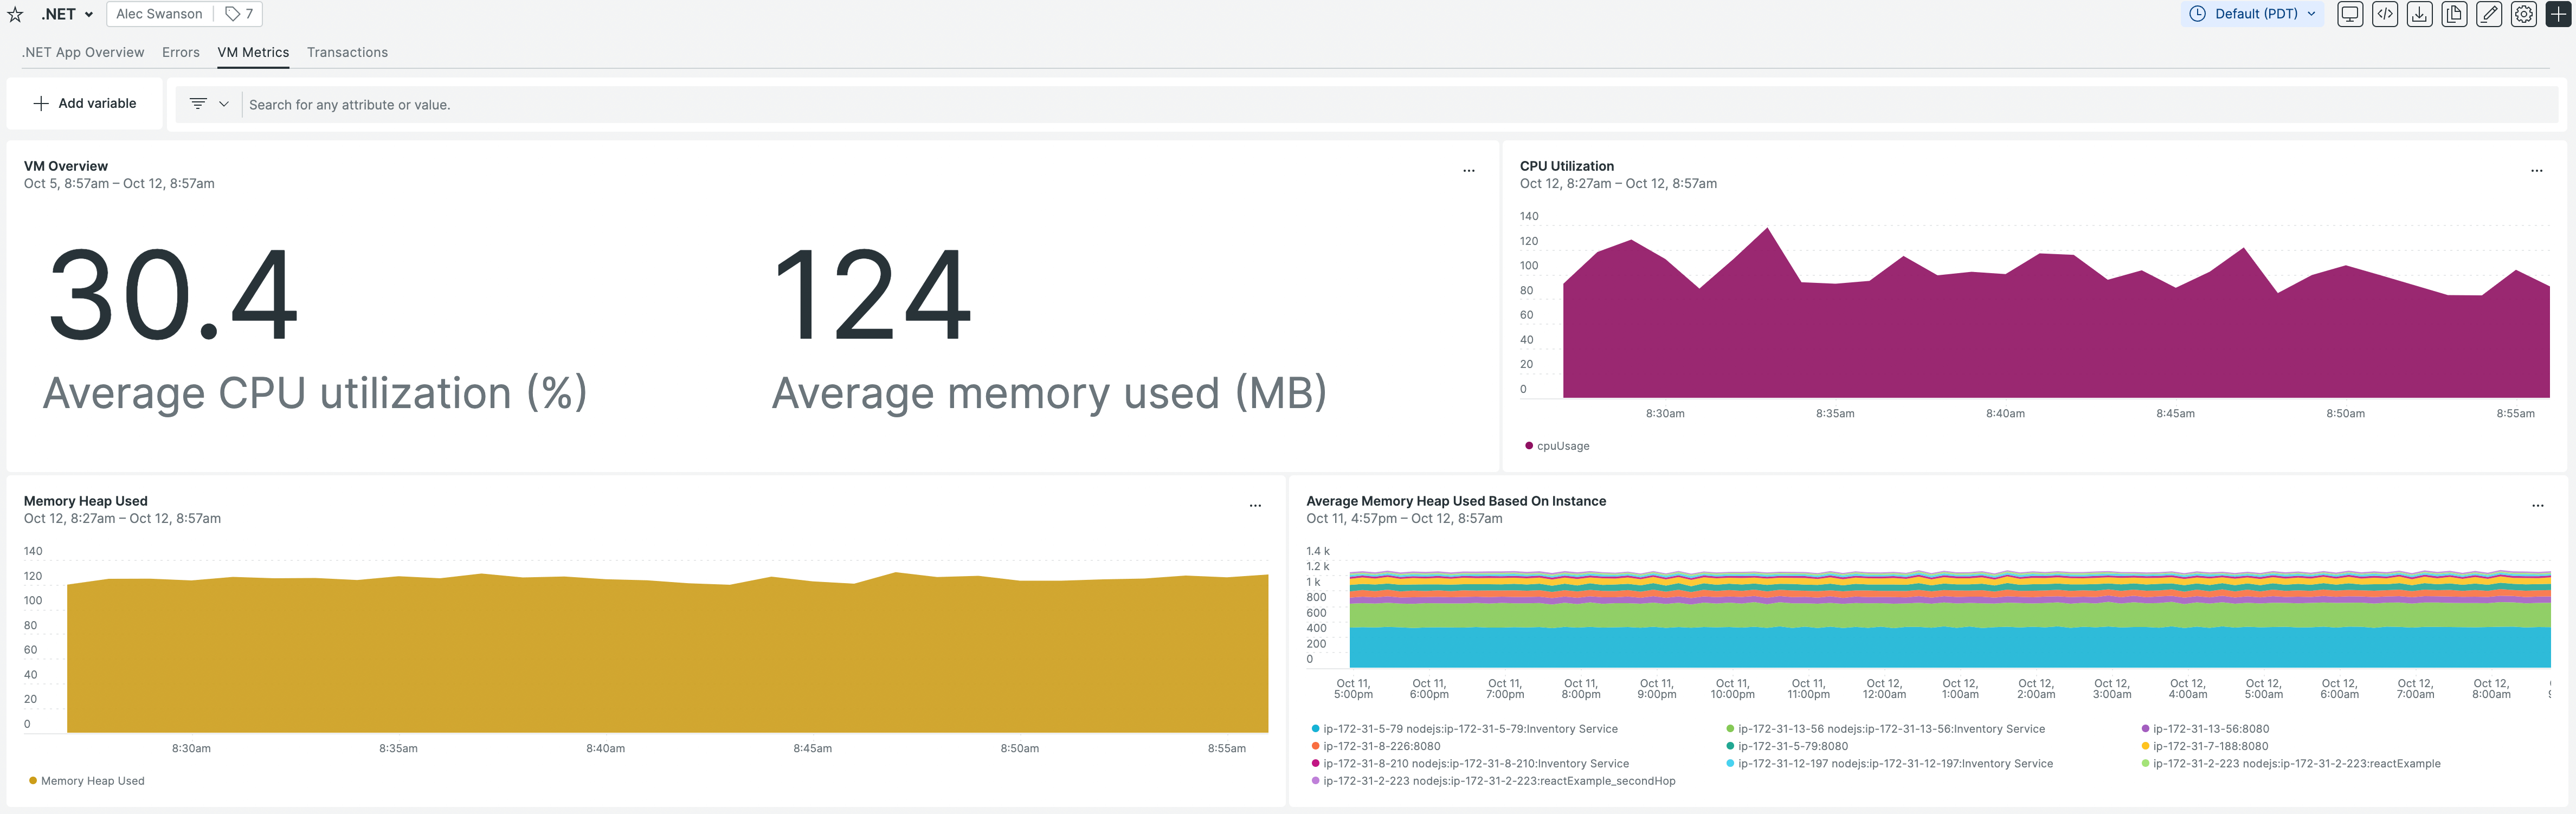 .NET
Alec Swanson
7
Default (PDT)
.NET App Overview
Errors
VM Metrics
Transactions
Add variable
Search for any attribute or value.
VM Overview
Oct 5, 8:57am – Oct 12, 8:57am
30.4
Average CPU utilization (%)
124
Average memory used (MB)
CPU Utilization
Oct 12, 8:27am – Oct 12, 8:57am
140
120
100
80
60
40
20
0
8:30am
8:35am
8:40am
8:45am
8:50am
8:55am
cpuUsage
Memory Heap Used
Oct 12, 8:27am – Oct 12, 8:57am
140
120
100
80
60
40
20
0
8:30am
8:35am
8:40am
8:45am
8:50am
8:55am
Memory Heap Used
Average Memory Heap Used Based On Instance
Oct 11, 4:57pm – Oct 12, 8:57am
1.4 k
1.2 k
1 k
800
600
400
200
0
Oct 11,
5:00pm
Oct 11,
6:00pm
Oct 11,
7:00pm
Oct 11,
8:00pm
Oct 11,
9:00pm
Oct 11,
10:00pm
Oct 11,
11:00pm
Oct 12,
12:00am
Oct 12,
1:00am
Oct 12,
2:00am
Oct 12,
3:00am
Oct 12,
4:00am
Oct 12,
5:00am
Oct 12,
6:00am
Oct 12,
7:00am
Oct 12,
8:00am
ip-172-31-5-79 nodejs:ip-172-31-5-79:Inventory Service
ip-172-31-13-56 nodejs:ip-172-31-13-56:Inventory Service
ip-172-31-13-56:8080
ip-172-31-8-226:8080
ip-172-31-5-79:8080
ip-172-31-7-188:8080
ip-172-31-8-210 nodejs:ip-172-31-8-210:Inventory Service
ip-172-31-12-197 nodejs:ip-172-31-12-197:Inventory Service
ip-172-31-2-223 nodejs:ip-172-31-2-223:reactExample
ip-172-31-2-223 nodejs:ip-172-31-2-223:reactExample_secondHop